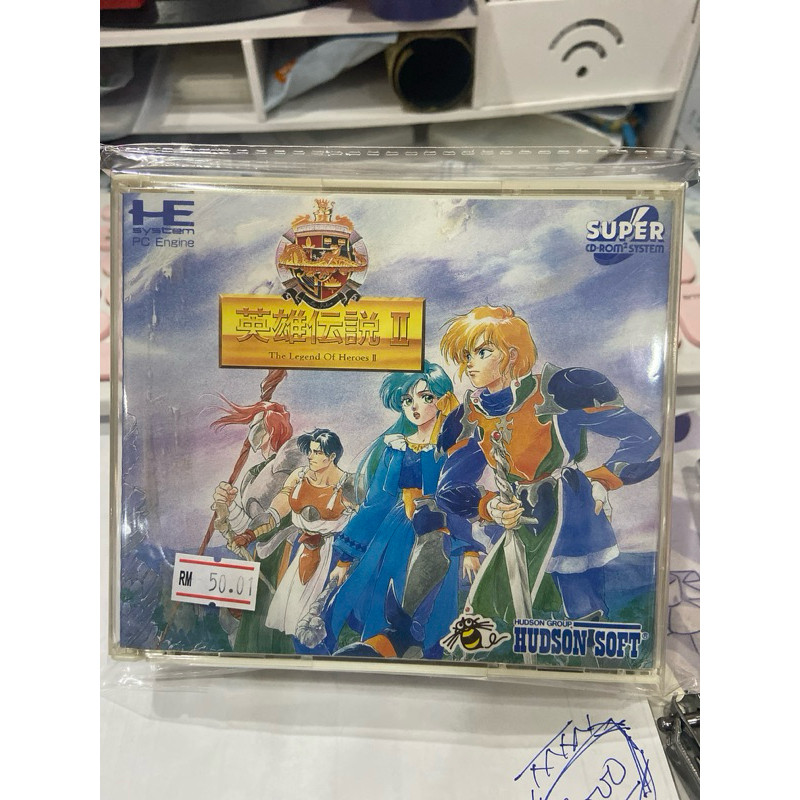 HE
system
PC Engine
SUPER
CD-ROM² SYSTEM
英雄伝説 II
The Legend Of Heroes II
RM 50.01
HUDSON GROUP
HUDSON SOFT®